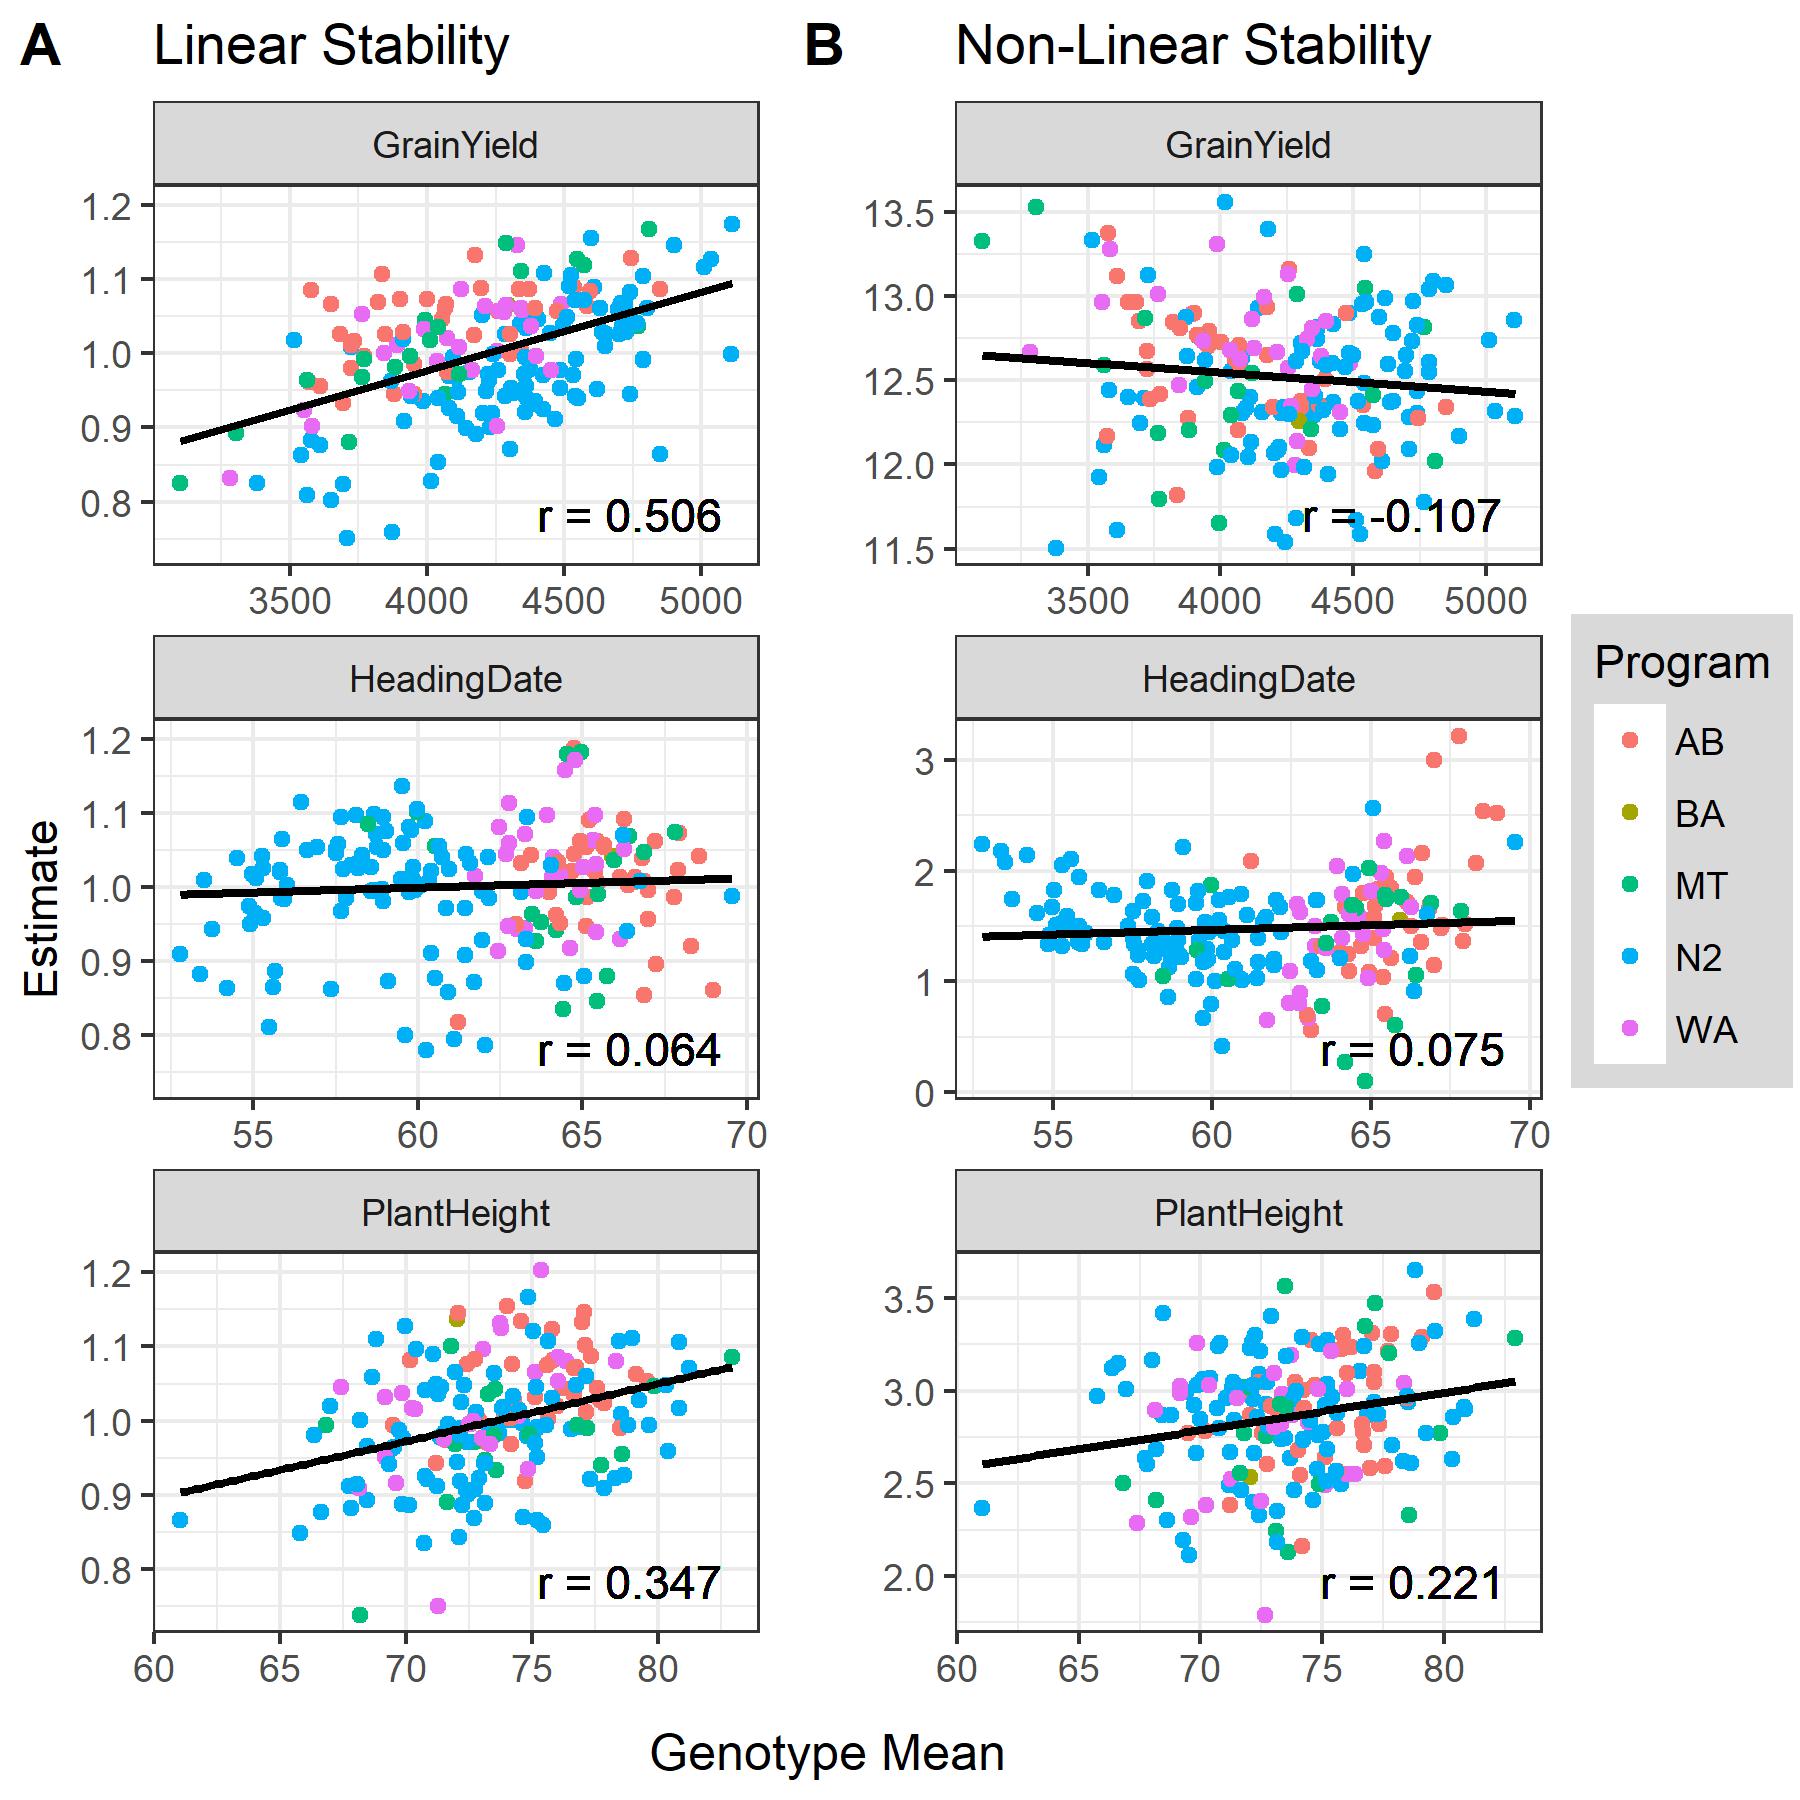 A Linear Stability B Non-Linear Stability
GrainYield GrainYield
1.2
1.1
1.0
0.9
0.8
r = 0.506
3500 4000 4500 5000
13.5
13.0
12.5
12.0
11.5
r = -0.107
3500 4000 4500 5000
HeadingDate HeadingDate
1.2
1.1
1.0
0.9
0.8
r = 0.064
55 60 65 70
3
2
1
0
r = 0.075
55 60 65 70
PlantHeight PlantHeight
1.2
1.1
1.0
0.9
0.8
r = 0.347
60 65 70 75 80
3.5
3.0
2.5
2.0
r = 0.221
60 65 70 75 80
Estimate
Genotype Mean
Program
AB
BA
MT
N2
WA